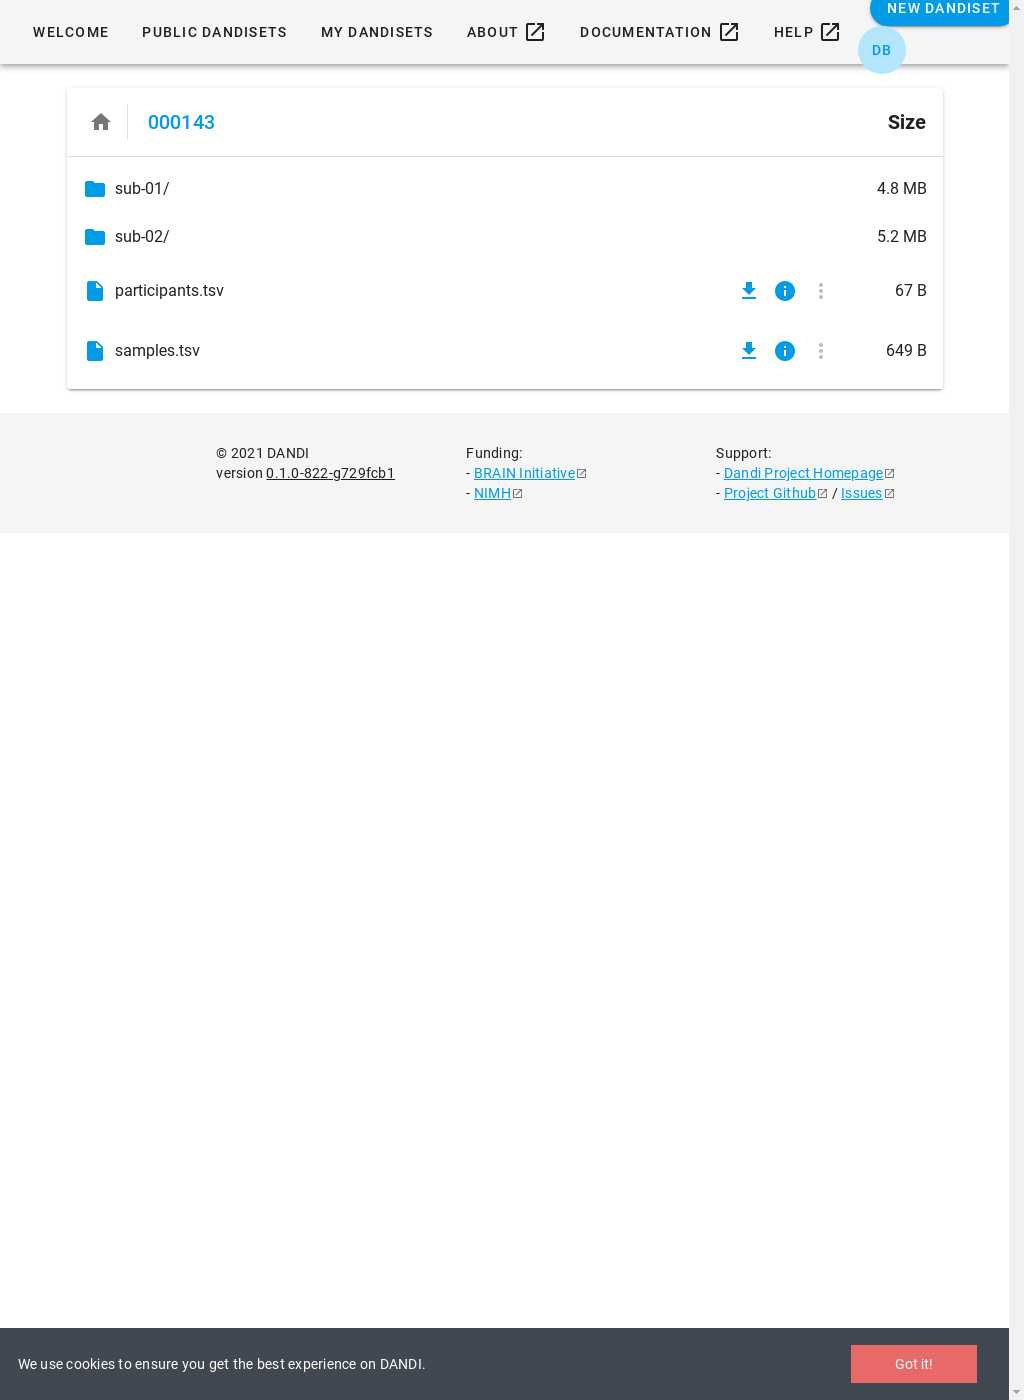 WELCOME PUBLIC DANDISETS MY DANDISETS ABOUT DOCUMENTATION HELP NEW DANDISET
DB
000143 Size
sub-01/ 4.8 MB
sub-02/ 5.2 MB
participants.tsv 67 B
samples.tsv 649 B
© 2021 DANDI Funding: Support:
version 0.1.0-822-g729fcb1 - BRAIN Initiative - Dandi Project Homepage
- NIMH - Project Github / Issues
We use cookies to ensure you get the best experience on DANDI. Got it!